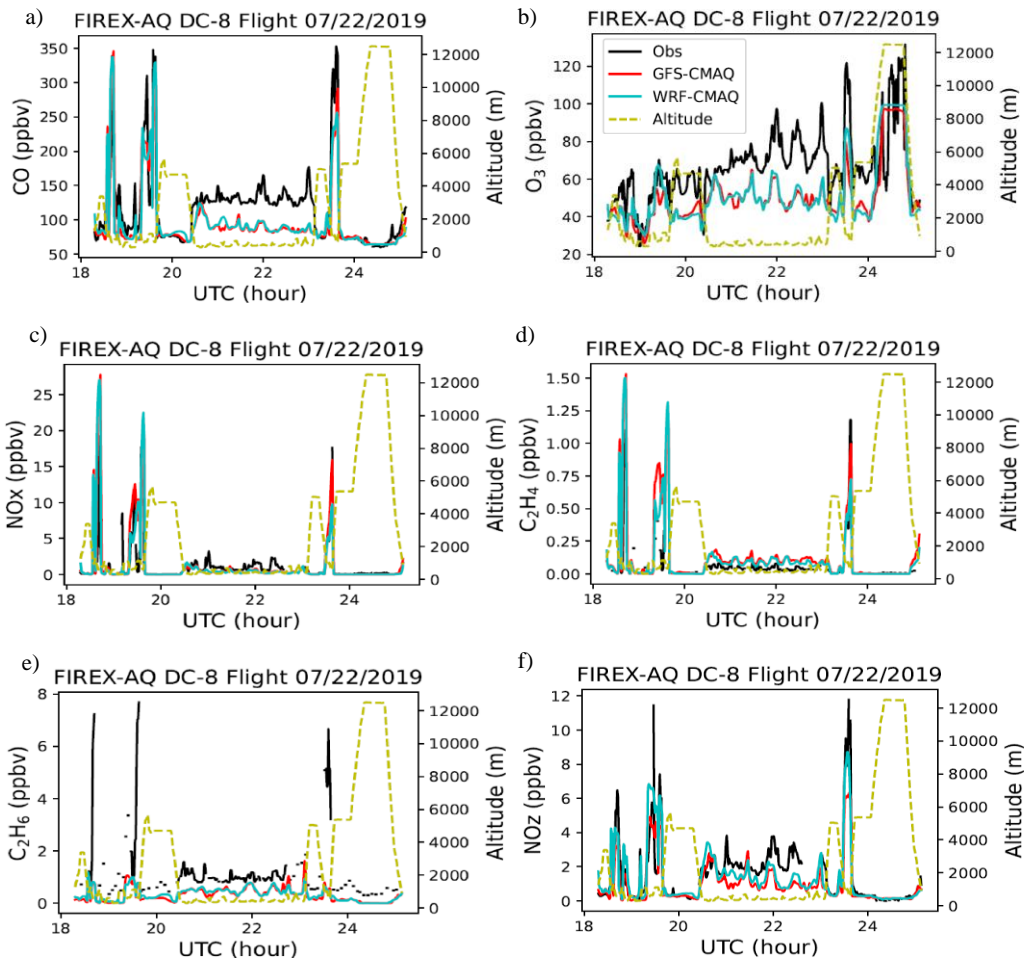 a)
FIREX-AQ DC-8 Flight 07/22/2019
350
300
250
200
150
100
50
CO (ppbv)
12000
10000
8000
6000
4000
2000
0
Altitude (m)
18 20 22 24
UTC (hour)
b)
FIREX-AQ DC-8 Flight 07/22/2019
Obs
GFS-CMAQ
WRF-CMAQ
Altitude
120
100
80
60
40
20
O₃ (ppbv)
12000
10000
8000
6000
4000
2000
0
Altitude (m)
18 20 22 24
UTC (hour)
c)
FIREX-AQ DC-8 Flight 07/22/2019
25
20
15
10
5
0
NOx (ppbv)
12000
10000
8000
6000
4000
2000
0
Altitude (m)
18 20 22 24
UTC (hour)
d)
FIREX-AQ DC-8 Flight 07/22/2019
1.50
1.25
1.00
0.75
0.50
0.25
0.00
C₂H₄ (ppbv)
12000
10000
8000
6000
4000
2000
0
Altitude (m)
18 20 22 24
UTC (hour)
e)
FIREX-AQ DC-8 Flight 07/22/2019
8
6
4
2
0
C₂H₆ (ppbv)
12000
10000
8000
6000
4000
2000
0
Altitude (m)
18 20 22 24
UTC (hour)
f)
FIREX-AQ DC-8 Flight 07/22/2019
12
10
8
6
4
2
0
NOz (ppbv)
12000
10000
8000
6000
4000
2000
0
Altitude (m)
18 20 22 24
UTC (hour)